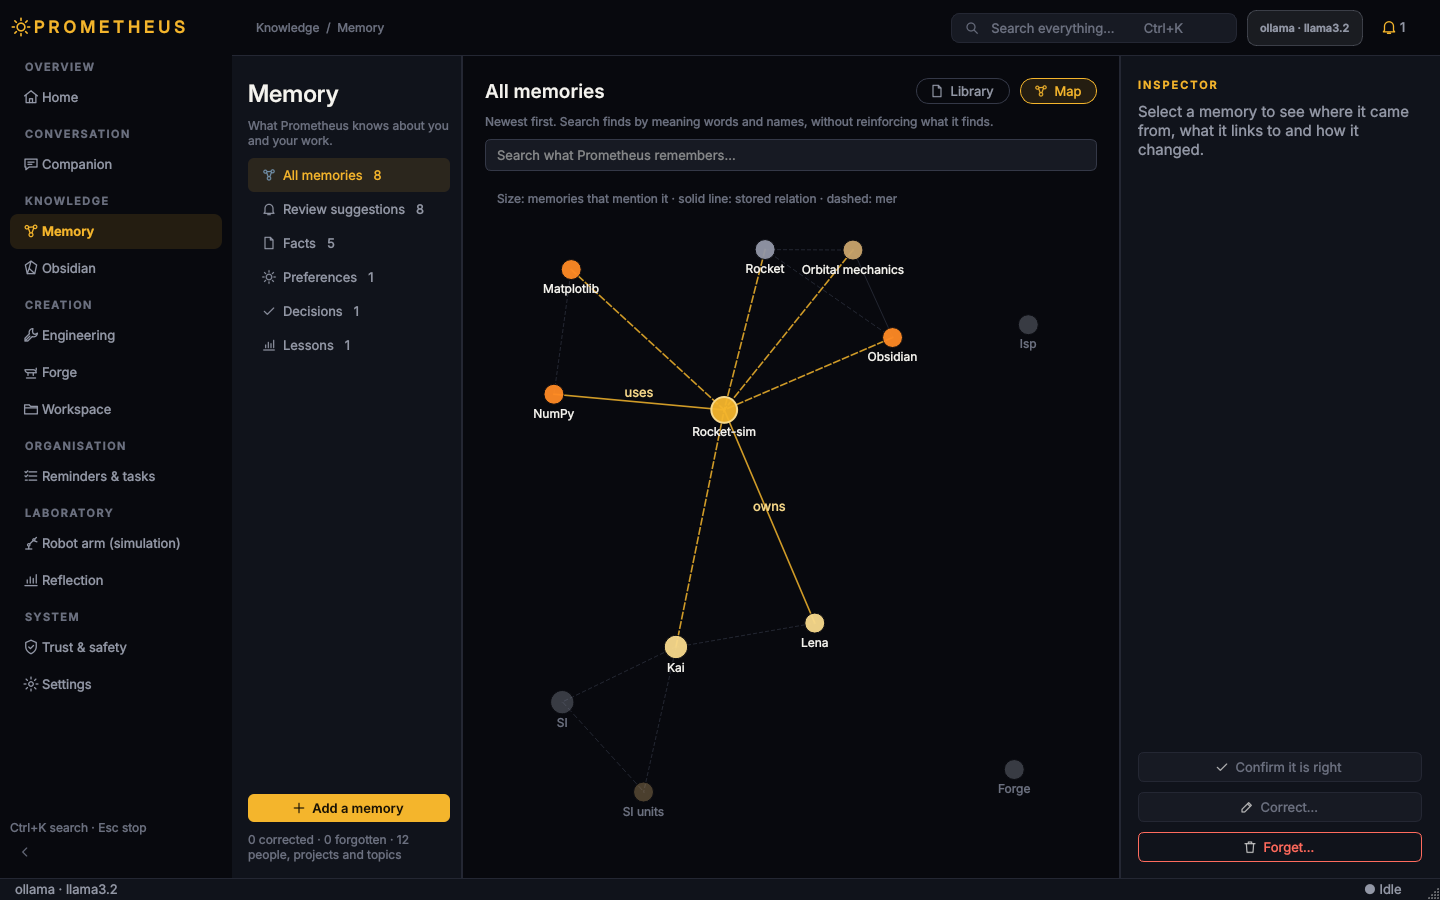 PROMETHEUS
OVERVIEW
Home
CONVERSATION
Companion
KNOWLEDGE
Memory
Obsidian
CREATION
Engineering
Forge
Workspace
ORGANISATION
Reminders & tasks
LABORATORY
Robot arm (simulation)
Reflection
SYSTEM
Trust & safety
Settings
Ctrl+K search · Esc stop
Knowledge / Memory
Search everything... Ctrl+K
ollama · llama3.2
1
Memory
What Prometheus knows about you
and your work.
All memories 8
Review suggestions 8
Facts 5
Preferences 1
Decisions 1
Lessons 1
Add a memory
0 corrected · 0 forgotten · 12
people, projects and topics
All memories
Library
Map
Newest first. Search finds by meaning words and names, without reinforcing what it finds.
Search what Prometheus remembers...
Size: memories that mention it · solid line: stored relation · dashed: mer
Rocket
Orbital mechanics
Matplotlib
Isp
Obsidian
uses
NumPy
Rocket-sim
owns
Lena
Kai
SI
Forge
SI units
INSPECTOR
Select a memory to see where it came
from, what it links to and how it
changed.
Confirm it is right
Correct...
Forget...
ollama · llama3.2
Idle